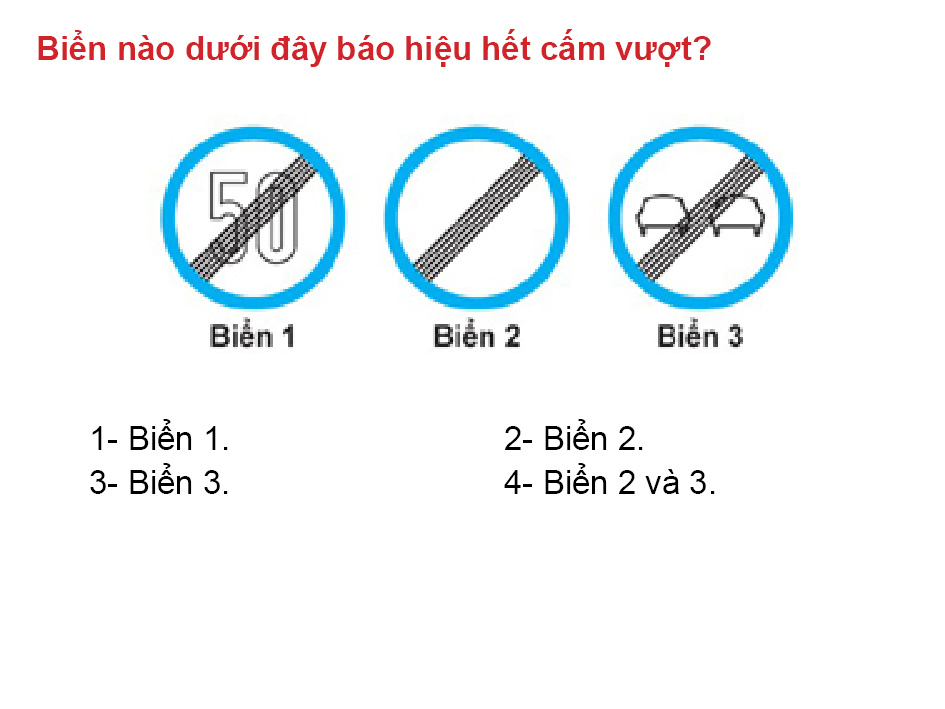 Biển nào dưới đây báo hiệu hết cấm vượt?
50
Biển 1 Biển 2 Biển 3
1- Biển 1. 2- Biển 2.
3- Biển 3. 4- Biển 2 và 3.